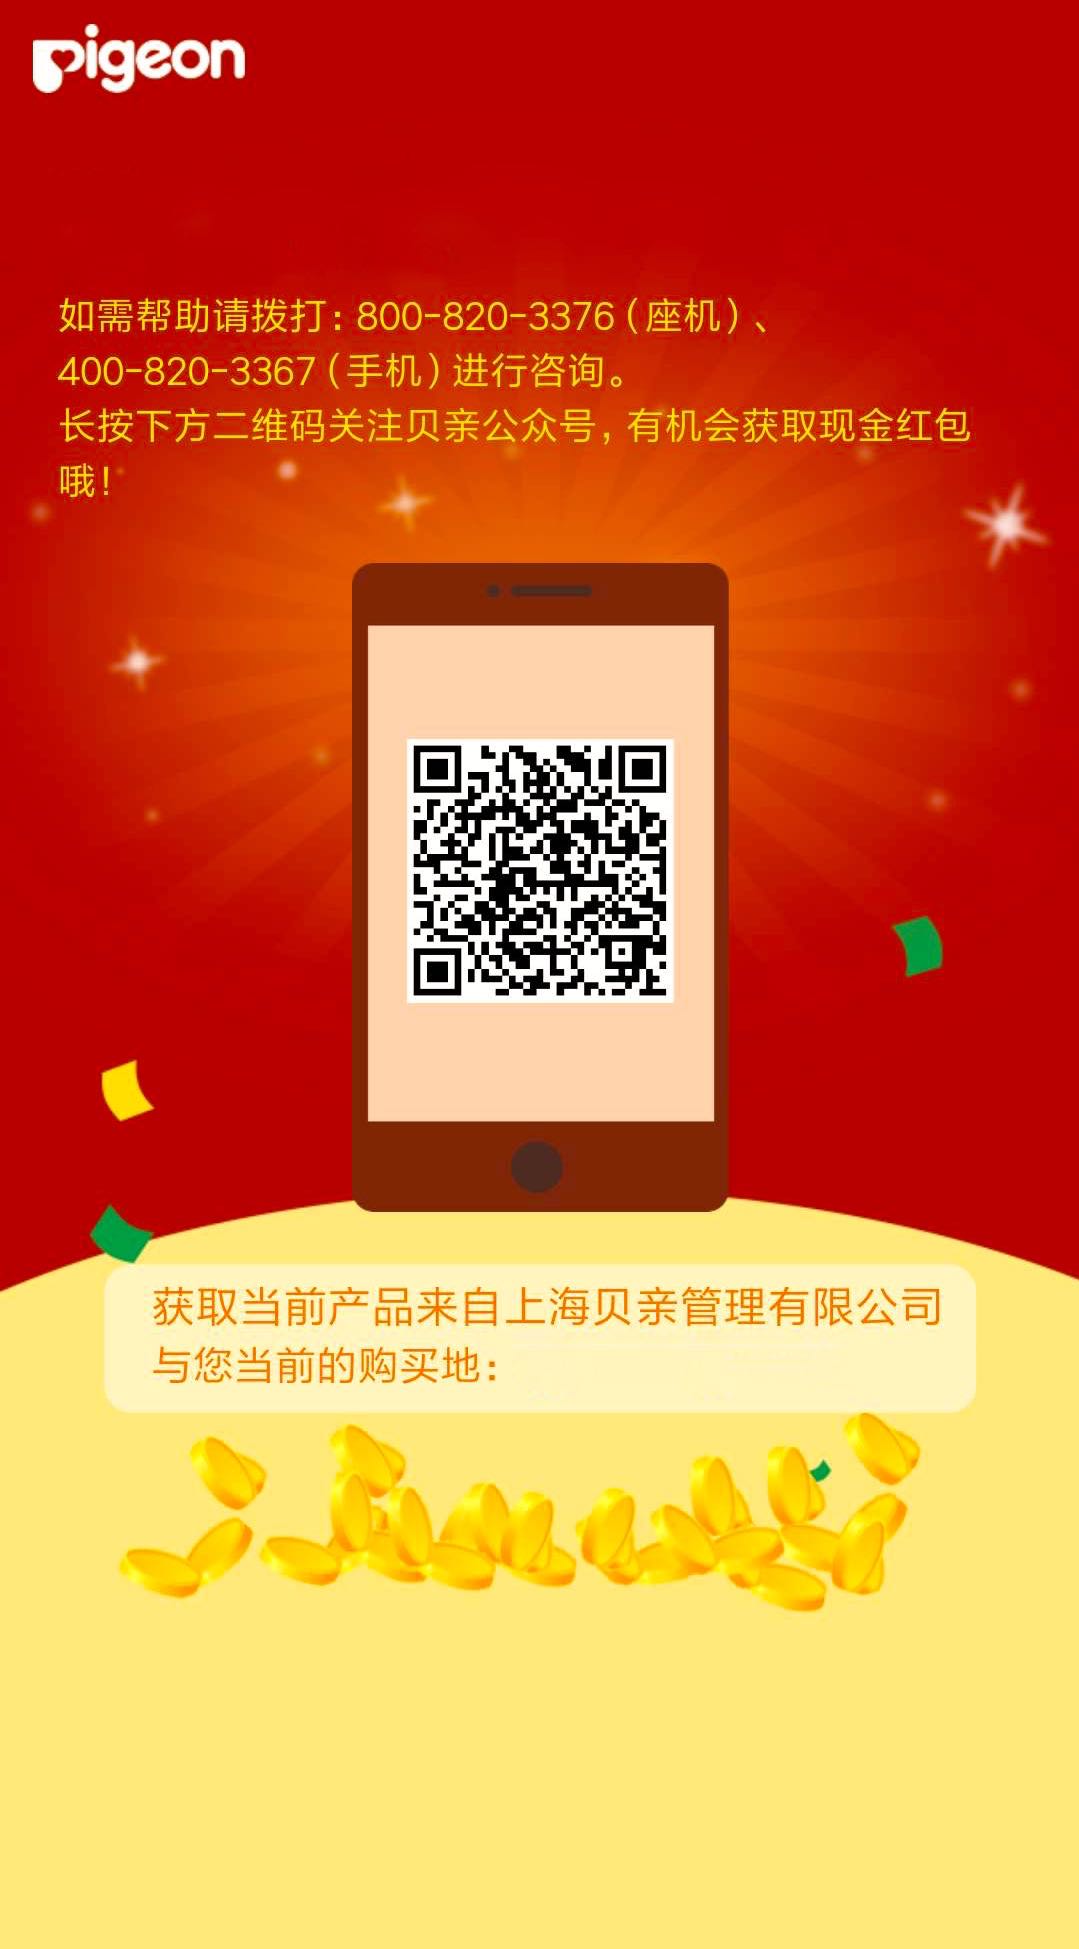 pigeon
如需帮助请拨打：800-820-3376（座机）、
400-820-3367（手机）进行咨询。
长按下方二维码关注贝亲公众号，有机会获取现金红包
哦！
获取当前产品来自上海贝亲管理有限公司
与您当前的购买地：